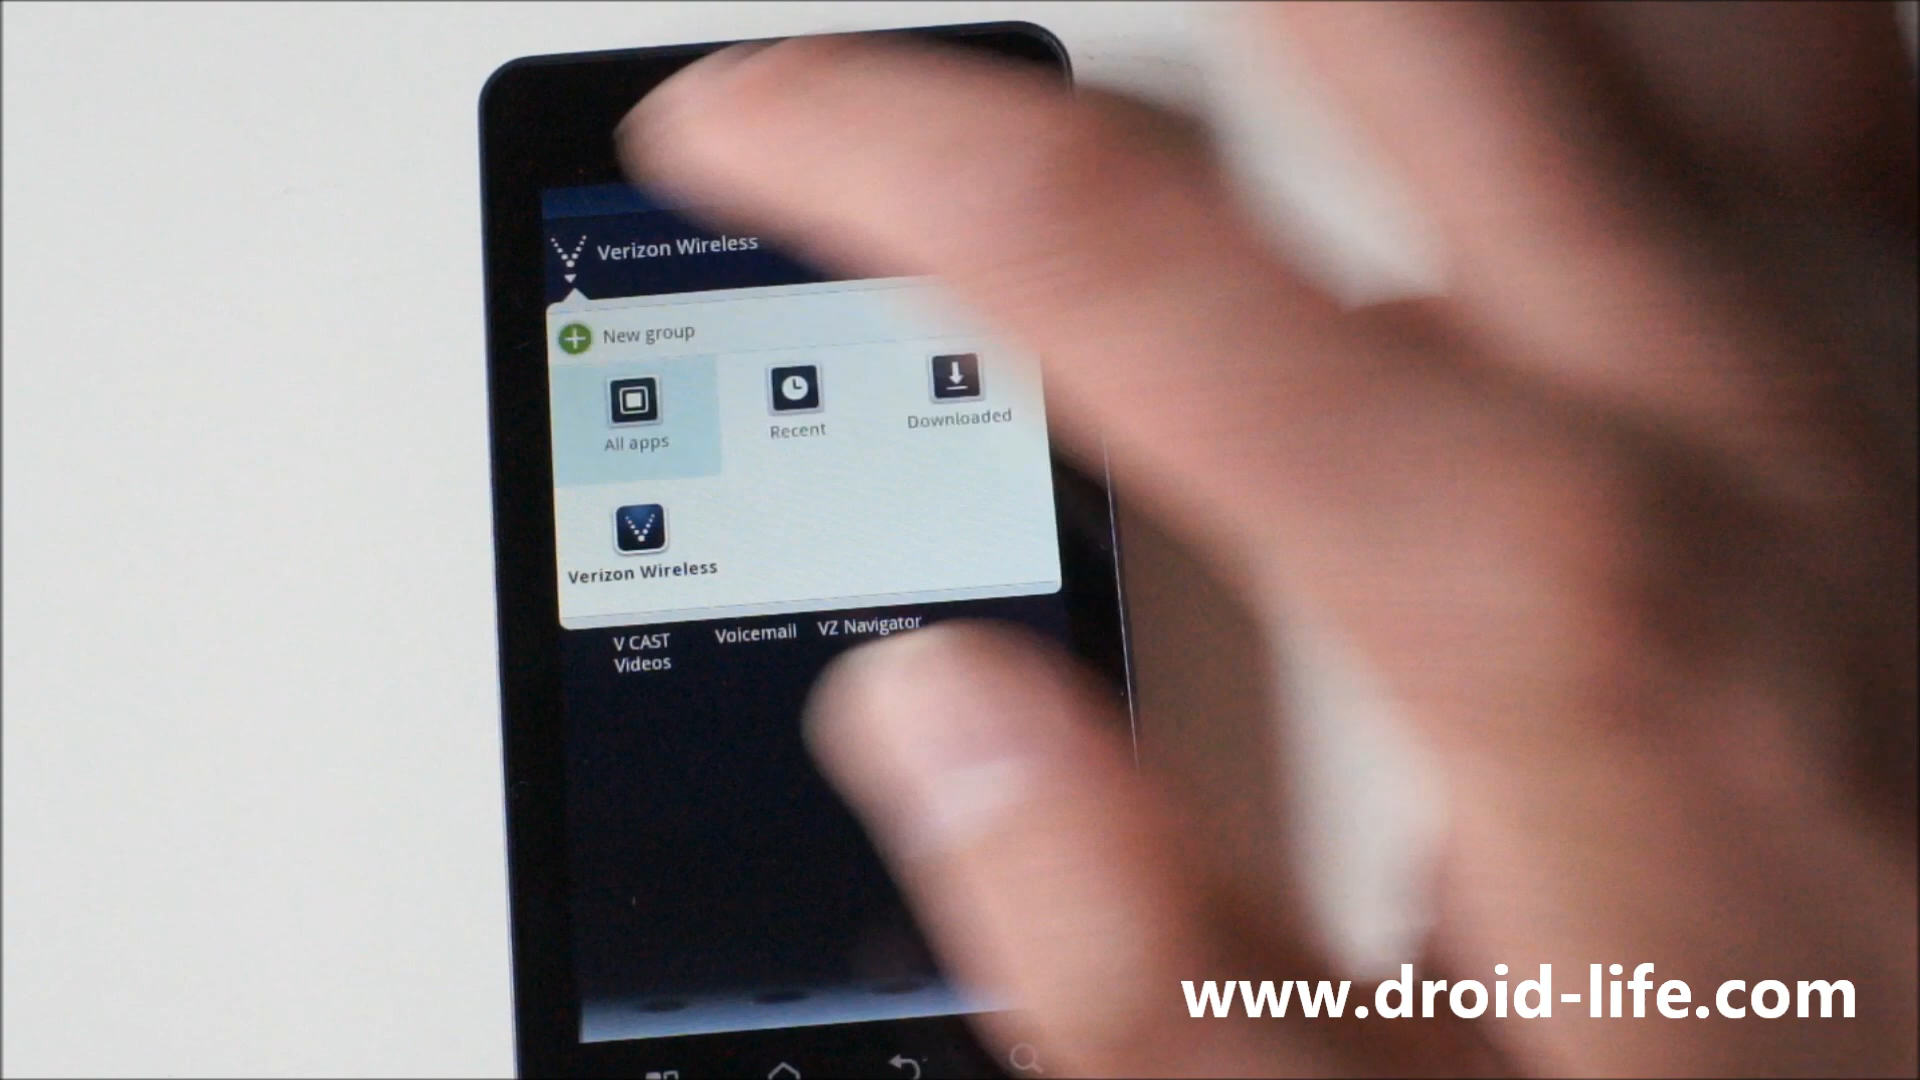 Verizon Wireless
New group
All apps
Recent
Downloaded
Verizon Wireless
V CAST
Videos
Voicemail
VZ Navigator
www.droid-life.com